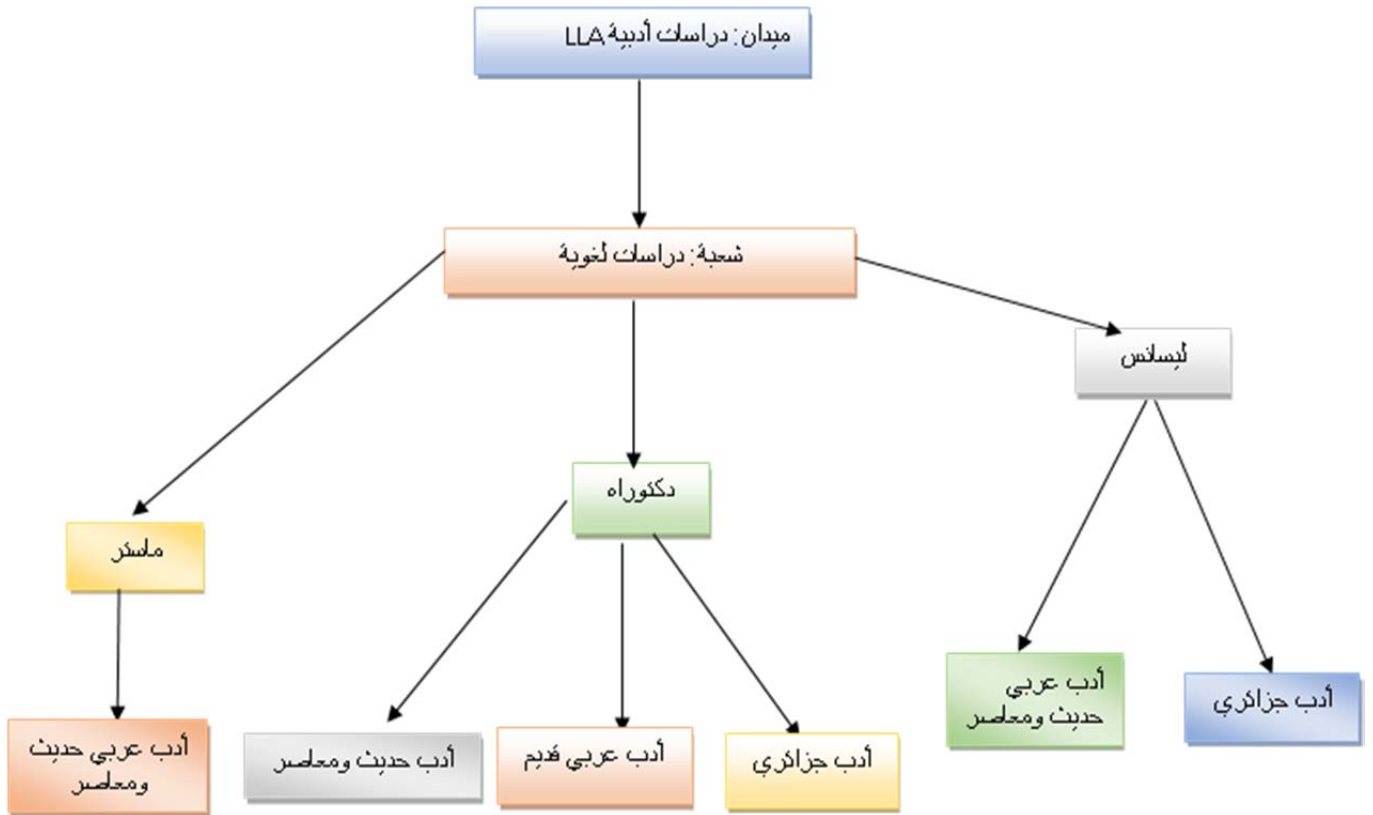 ميدان: دراسات أدبية LLA
شعبة: دراسات لغوية
ليسانس
دكتوراه
ماستر
أدب جزائري
أدب عربي
حديث ومعاصر
أدب جزائري
أدب عربي قديم
أدب حديث ومعاصر
أدب عربي حديث
ومعاصر